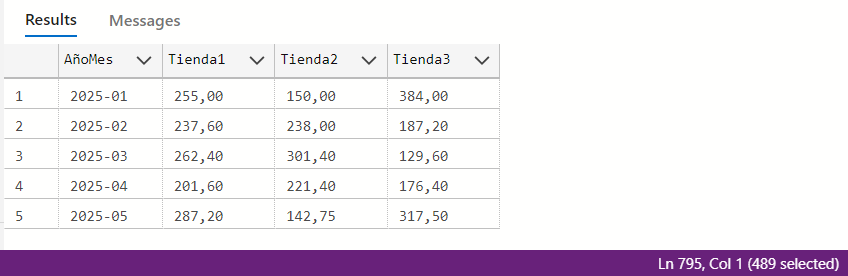 Results Messages
AñoMes Tienda1 Tienda2 Tienda3
1 2025-01 255,00 150,00 384,00
2 2025-02 237,60 238,00 187,20
3 2025-03 262,40 301,40 129,60
4 2025-04 201,60 221,40 176,40
5 2025-05 287,20 142,75 317,50
Ln 795, Col 1 (489 selected)